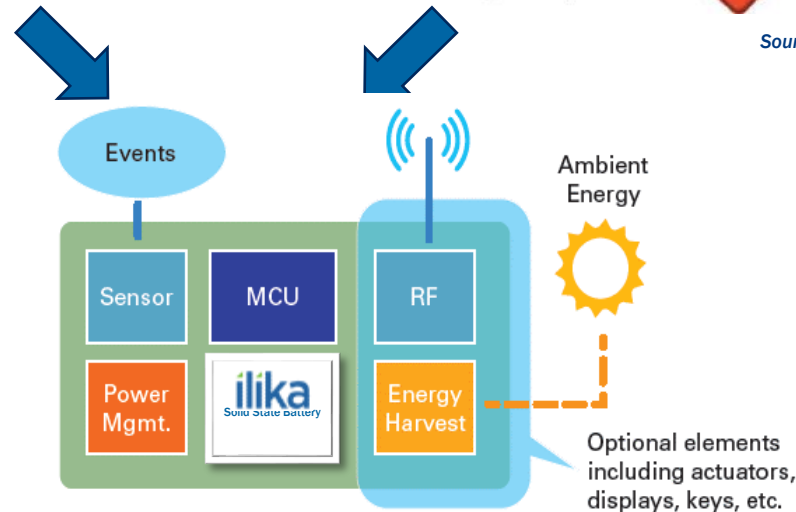 Sour
Events
Ambient
Energy
Sensor
MCU
RF
Power
Mgmt.
ilika
Solid State Battery
Energy
Harvest
Optional elements
including actuators,
displays, keys, etc.